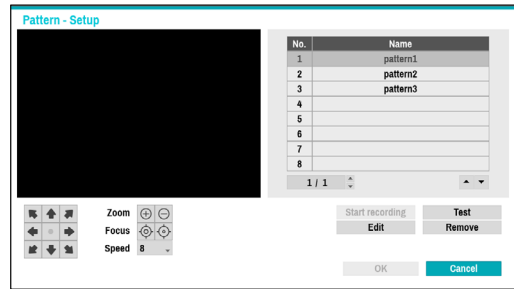 Pattern - Setup
No. Name
1 pattern1
2 pattern2
3 pattern3
4
5
6
7
8
1 / 1
Zoom
Focus
Speed 8
Start recording Test
Edit Remove
OK Cancel